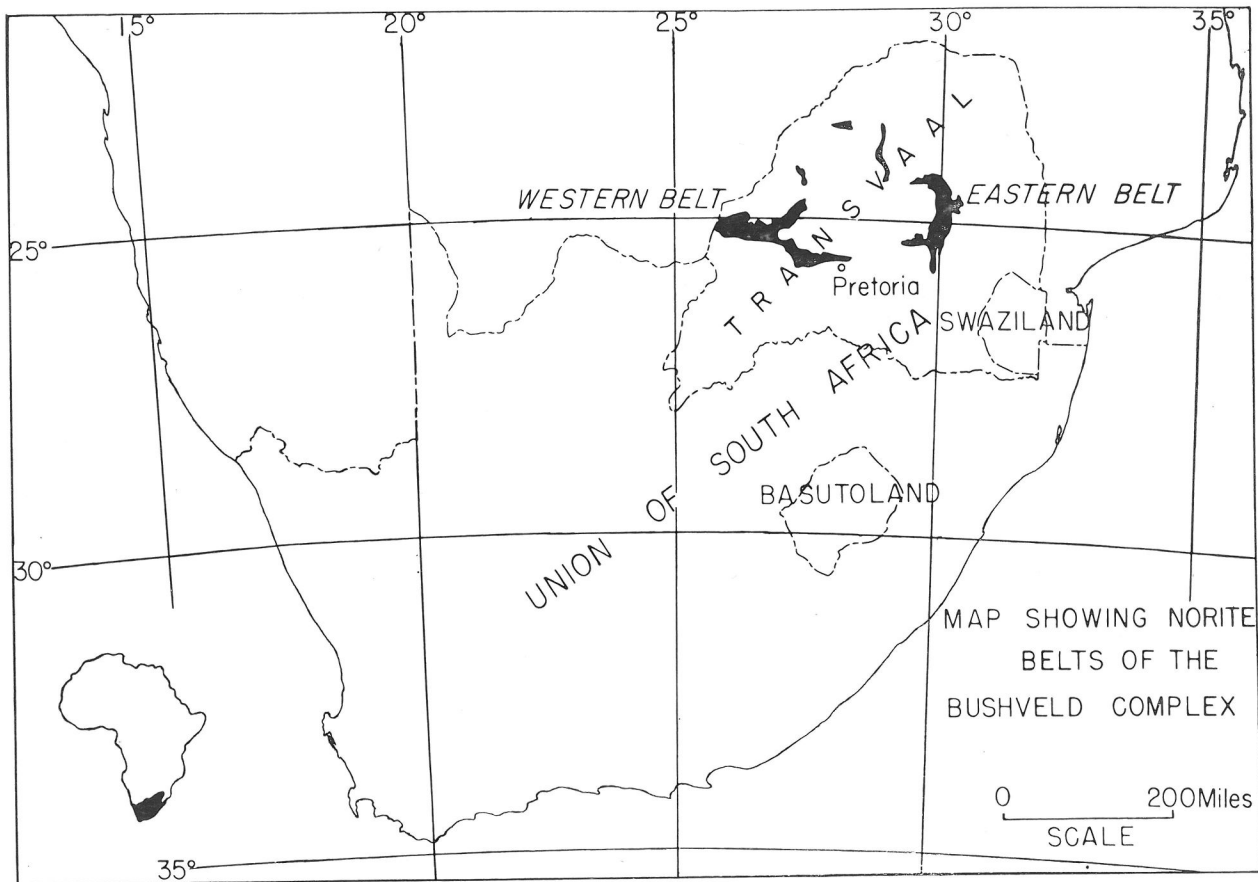 15° 20° 25° 30° 35°
WESTERN BELT
EASTERN BELT
TRANSVAAL
25°
Pretoria
SWAZILAND
UNION OF SOUTH AFRICA
BASUTOLAND
30°
MAP SHOWING NORITE
BELTS OF THE
BUSHVELD COMPLEX
0 200Miles
SCALE
35°